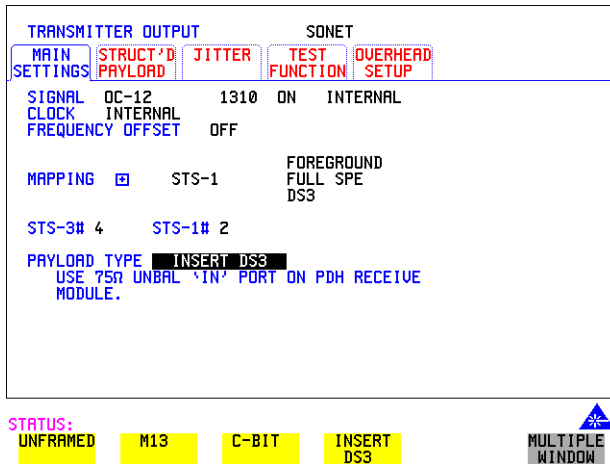 TRANSMITTER OUTPUT SONET
MAIN SETTINGS STRUCT'D PAYLOAD JITTER TEST FUNCTION OVERHEAD SETUP
SIGNAL OC-12 1310 ON INTERNAL
CLOCK INTERNAL
FREQUENCY OFFSET OFF
FOREGROUND
MAPPING + STS-1 FULL SPE
DS3
STS-3# 4 STS-1# 2
PAYLOAD TYPE INSERT DS3
USE 75Ω UNBAL 'IN' PORT ON PDH RECEIVE
MODULE.
STATUS:
UNFRAMED M13 C-BIT INSERT DS3 MULTIPLE WINDOW